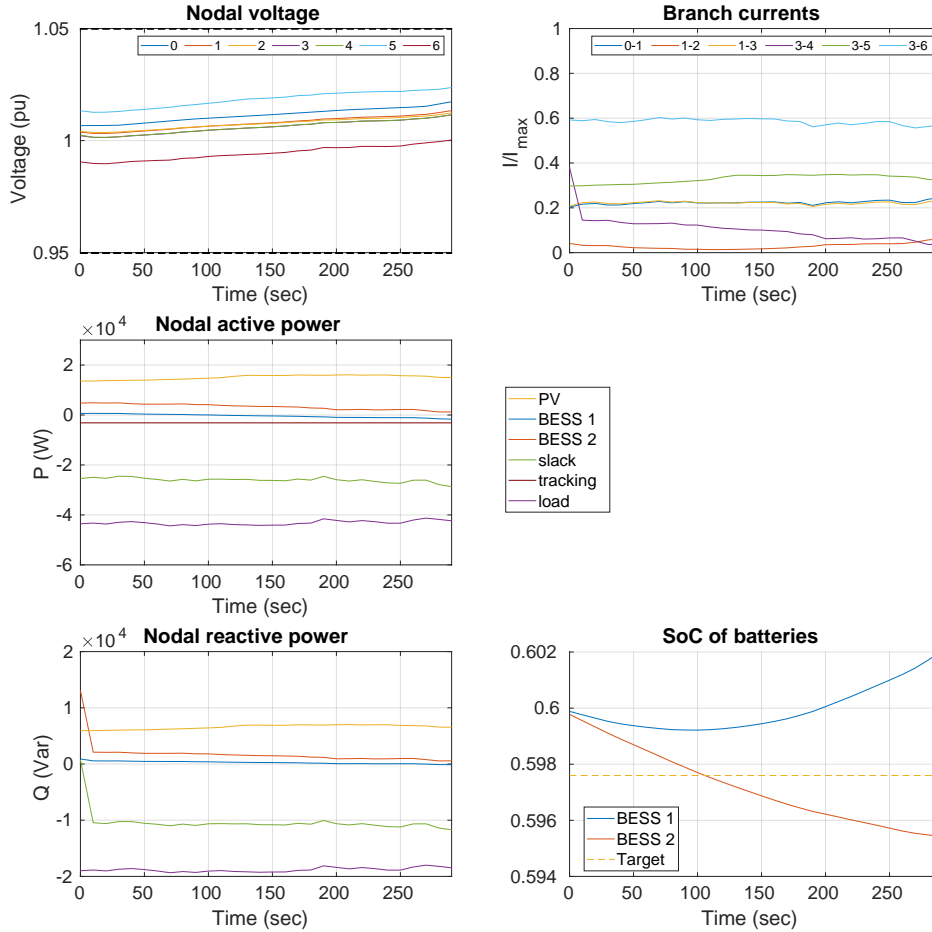 Nodal voltage
1.05
0 1 2 3 4 5 6
1
0.95
Voltage (pu)
0 50 100 150 200 250
Time (sec)
Branch currents
1
0-1 1-2 1-3 3-4 3-5 3-6
0.8
0.6
0.4
0.2
0
I/I_max
0 50 100 150 200 250
Time (sec)
Nodal active power
×10^4
2
0
-2
-4
-6
P (W)
0 50 100 150 200 250
Time (sec)
PV
BESS 1
BESS 2
slack
tracking
load
Nodal reactive power
×10^4
2
1
0
-1
-2
Q (Var)
0 50 100 150 200 250
Time (sec)
SoC of batteries
0.602
0.6
0.598
0.596
0.594
BESS 1
BESS 2
Target
0 50 100 150 200 250
Time (sec)